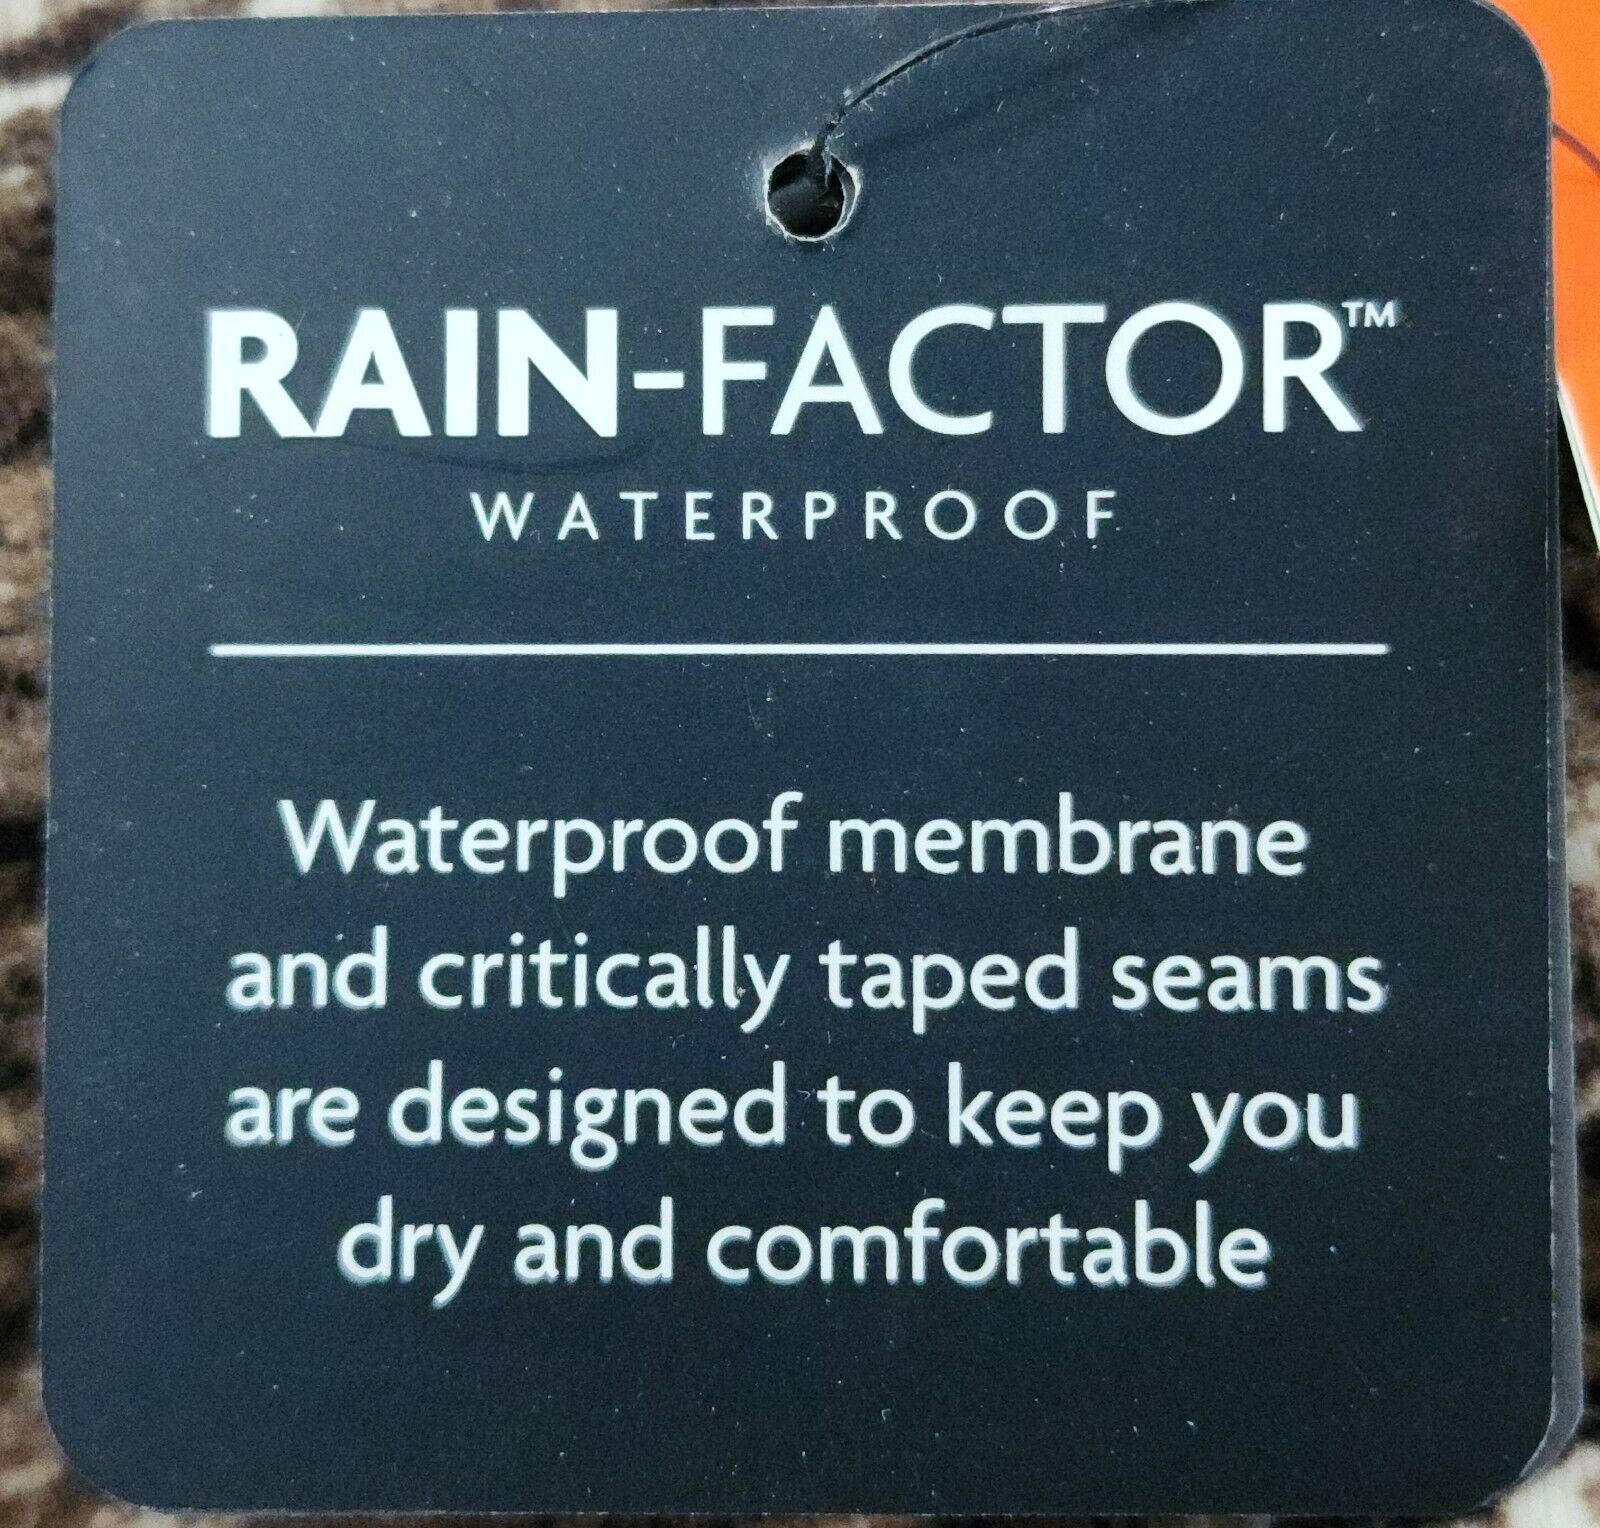 RAIN-FACTOR™
WATERPROOF
Waterproof membrane
and critically taped seams
are designed to keep you
dry and comfortable